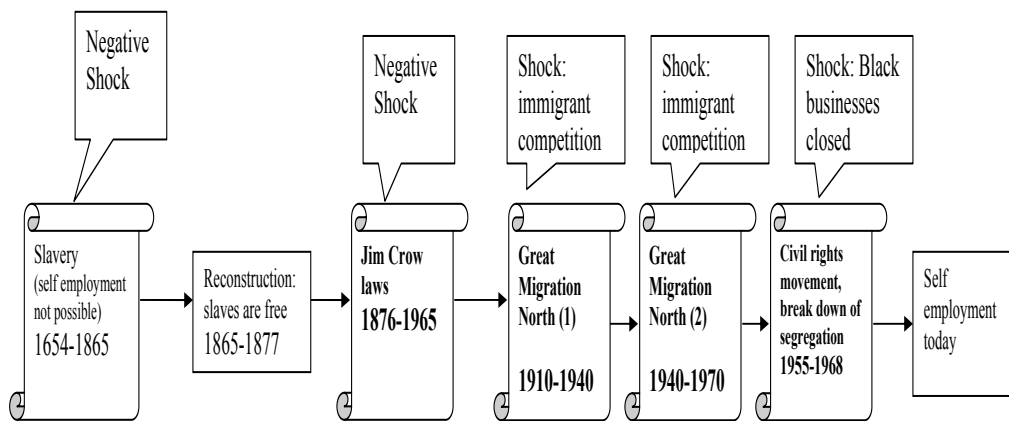 Negative
Shock
Negative
Shock
Shock:
immigrant
competition
Shock:
immigrant
competition
Shock: Black
businesses
closed
Slavery
(self employment
not possible)
1654-1865
Reconstruction:
slaves are free
1865-1877
Jim Crow
laws
1876-1965
Great
Migration
North (1)
1910-1940
Great
Migration
North (2)
1940-1970
Civil rights
movement,
break down of
segregation
1955-1968
Self
employment
today